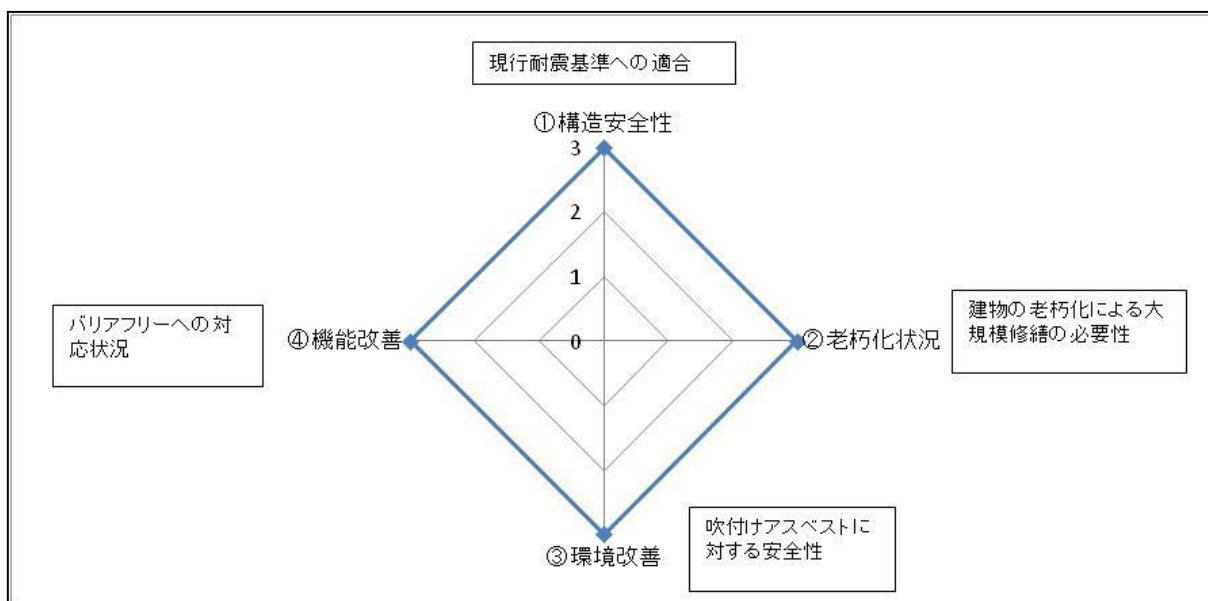 現行耐震基準への適合
①構造安全性
3
2
1
0
バリアフリーへの対
応状況
④機能改善
②老朽化状況
建物の老朽化による大
規模修繕の必要性
③環境改善
吹付けアスベストに
対する安全性